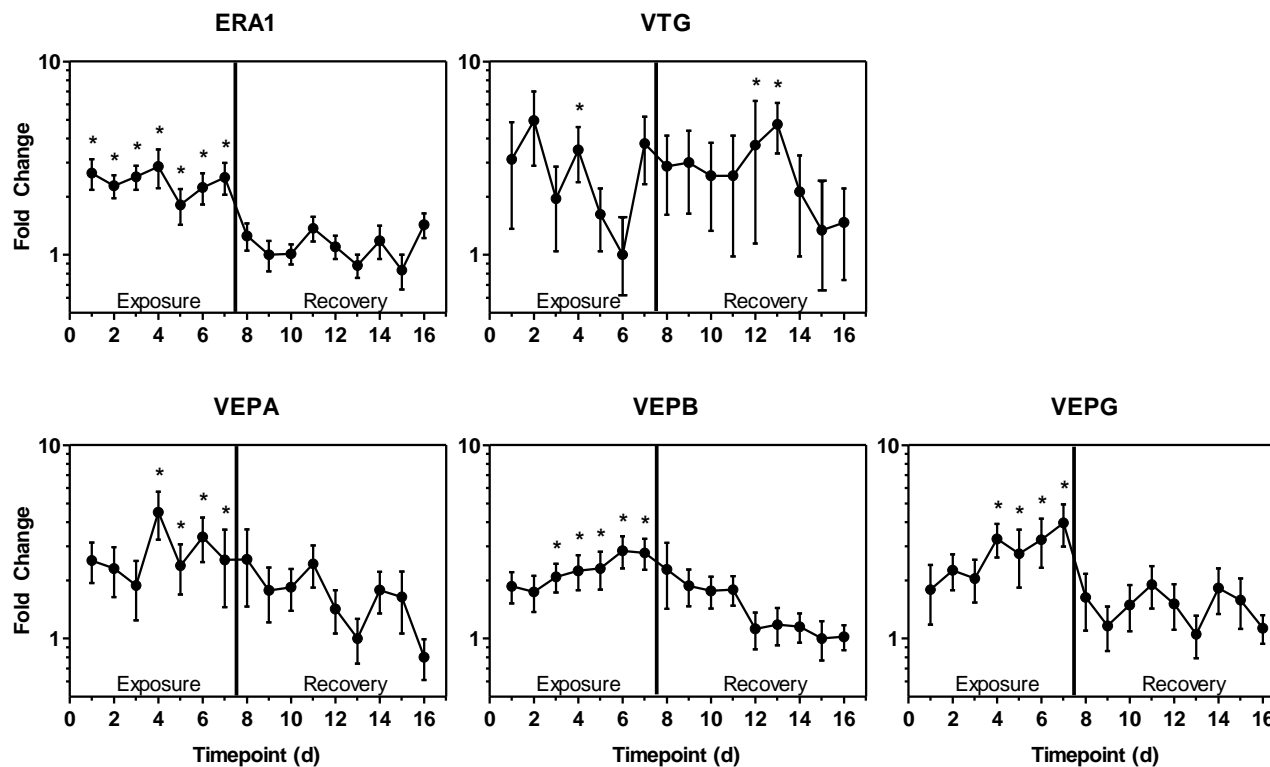 ERA1
VTG
Fold Change
10
1
* * * * * * *
Exposure
Recovery
0 2 4 6 8 10 12 14 16
10
1
* * *
Exposure
Recovery
0 2 4 6 8 10 12 14 16
VEPA
VEPB
VEPG
Fold Change
10
1
* * * *
Exposure
Recovery
0 2 4 6 8 10 12 14 16
Timepoint (d)
10
1
* * * * *
Exposure
Recovery
0 2 4 6 8 10 12 14 16
Timepoint (d)
10
1
* * * *
Exposure
Recovery
0 2 4 6 8 10 12 14 16
Timepoint (d)